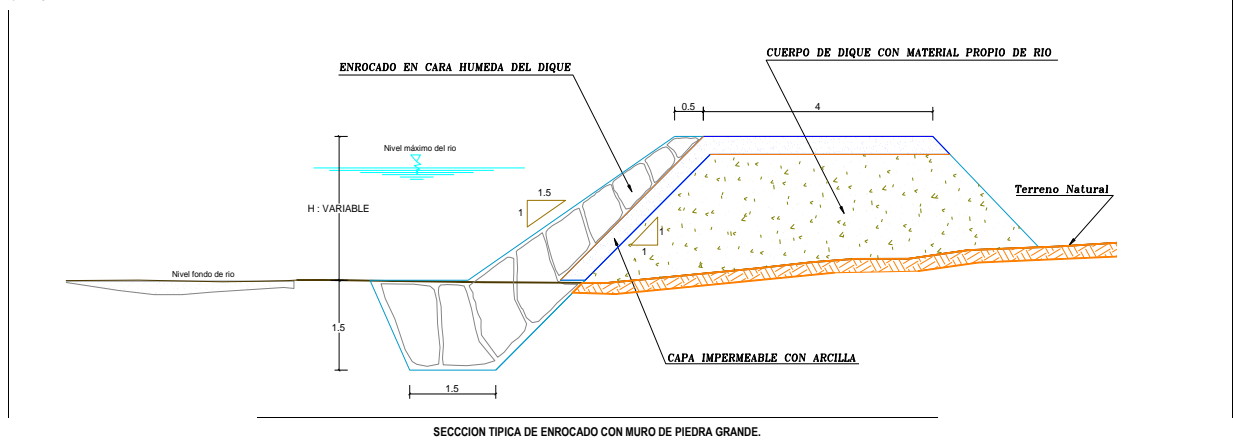 CUERPO DE DIQUE CON MATERIAL PROPIO DE RIO
ENROCADO EN CARA HUMEDA DEL DIQUE
0.5
4
Nivel máximo del rio
1.5
1
H : VARIABLE
Terreno Natural
1
1
Nivel fondo de rio
1.5
CAPA IMPERMEABLE CON ARCILLA
1.5
SECCCION TIPICA DE ENROCADO CON MURO DE PIEDRA GRANDE.